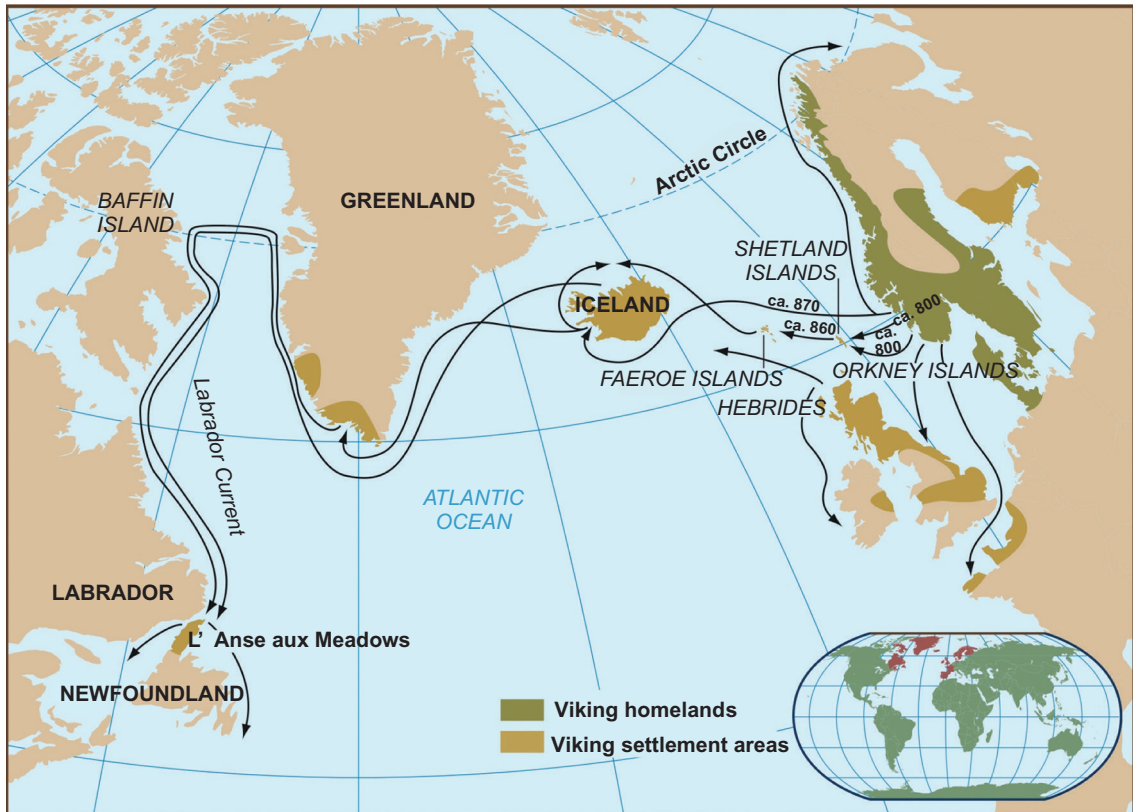 BAFFIN
ISLAND
GREENLAND
Arctic Circle
SHETLAND
ISLANDS
ICELAND
ca. 870
ca. 800
ca. 860
ca.
800
FAEROE ISLANDS
ORKNEY ISLANDS
HEBRIDES
Labrador Current
ATLANTIC
OCEAN
LABRADOR
L’ Anse aux Meadows
NEWFOUNDLAND
Viking homelands
Viking settlement areas